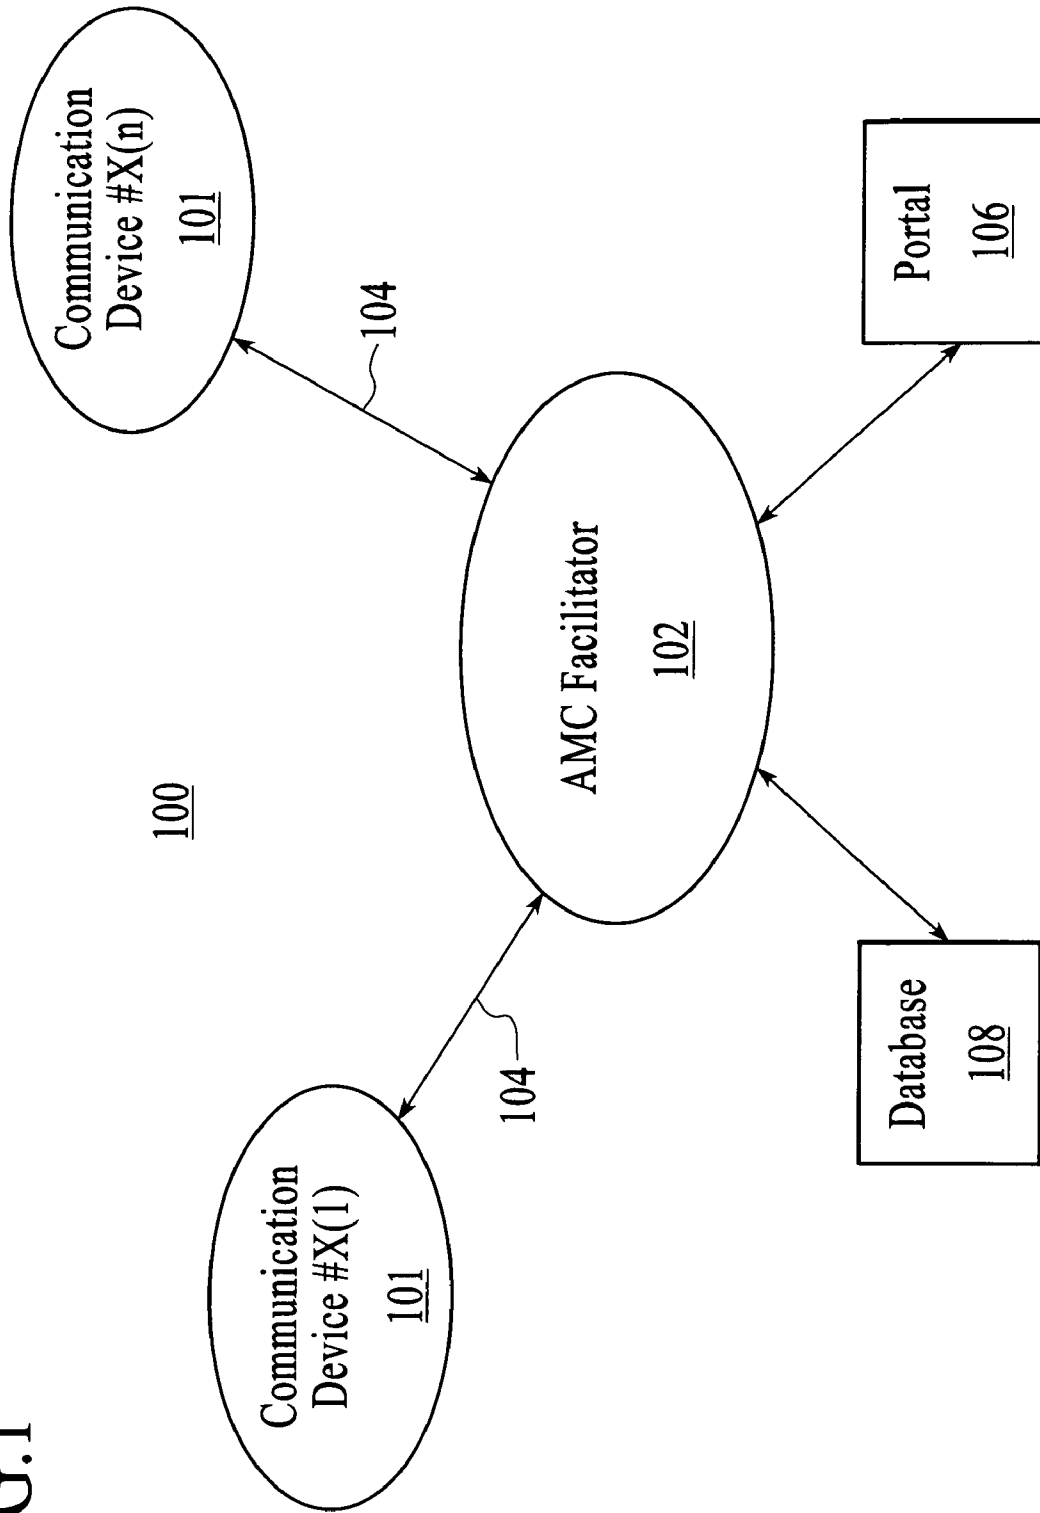 G.1
100
Communication
Device #X(1)
101
104
Communication
Device #X(n)
101
104
AMC Facilitator
102
Database
108
Portal
106